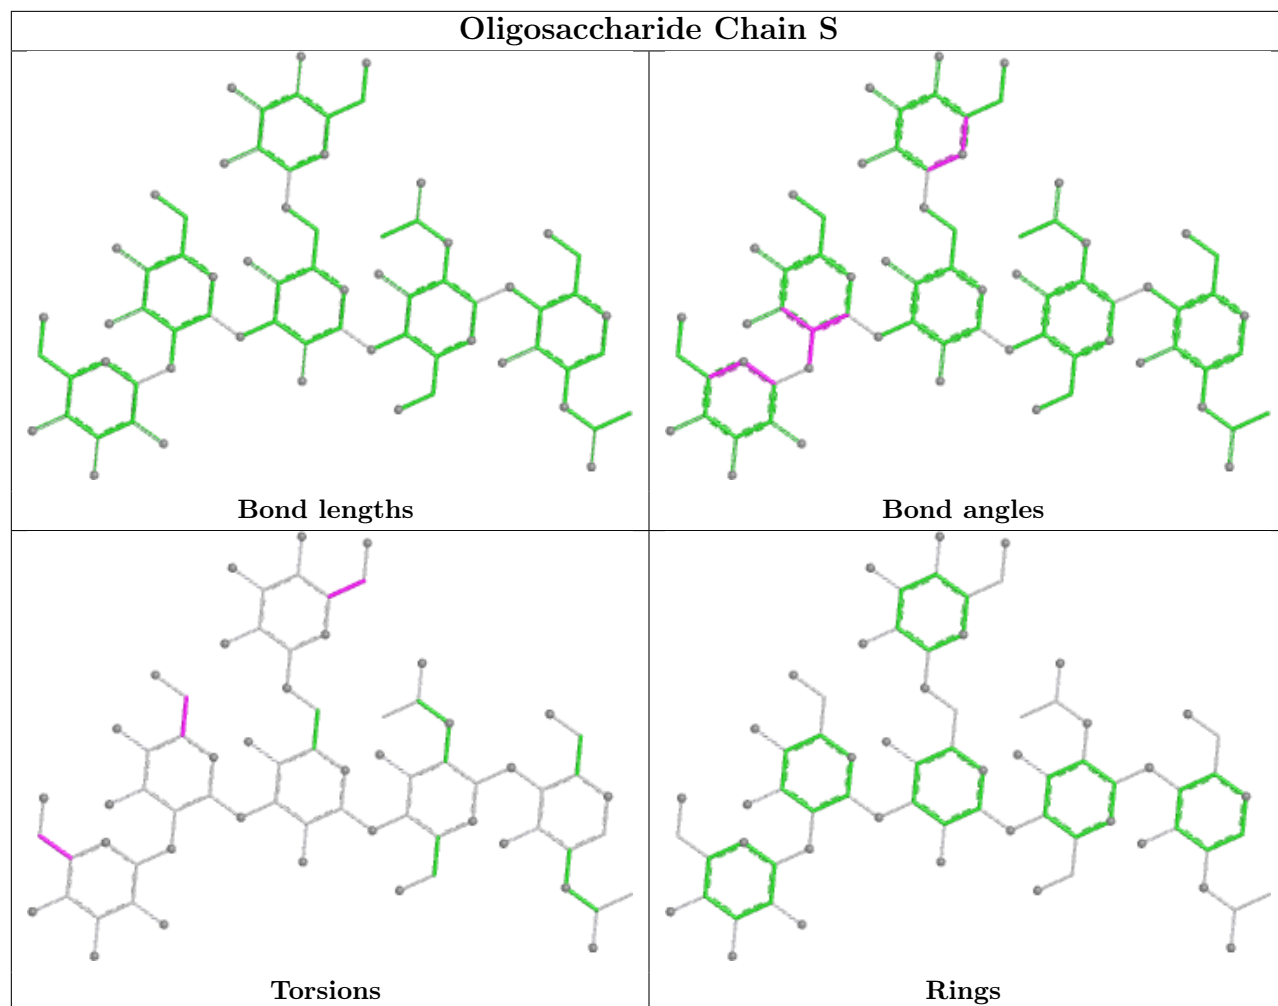 Oligosaccharide Chain S
Bond lengths
Bond angles
Torsions
Rings